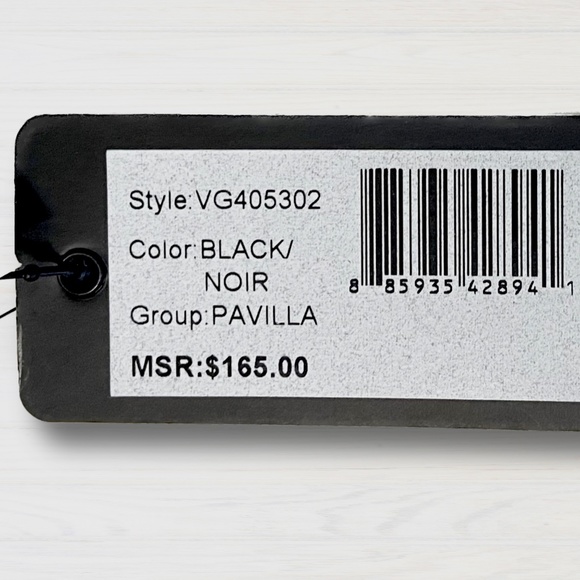 Style:VG405302
Color:BLACK/
NOIR
Group:PAVILLA
MSR:$165.00
8 85935 42894 1